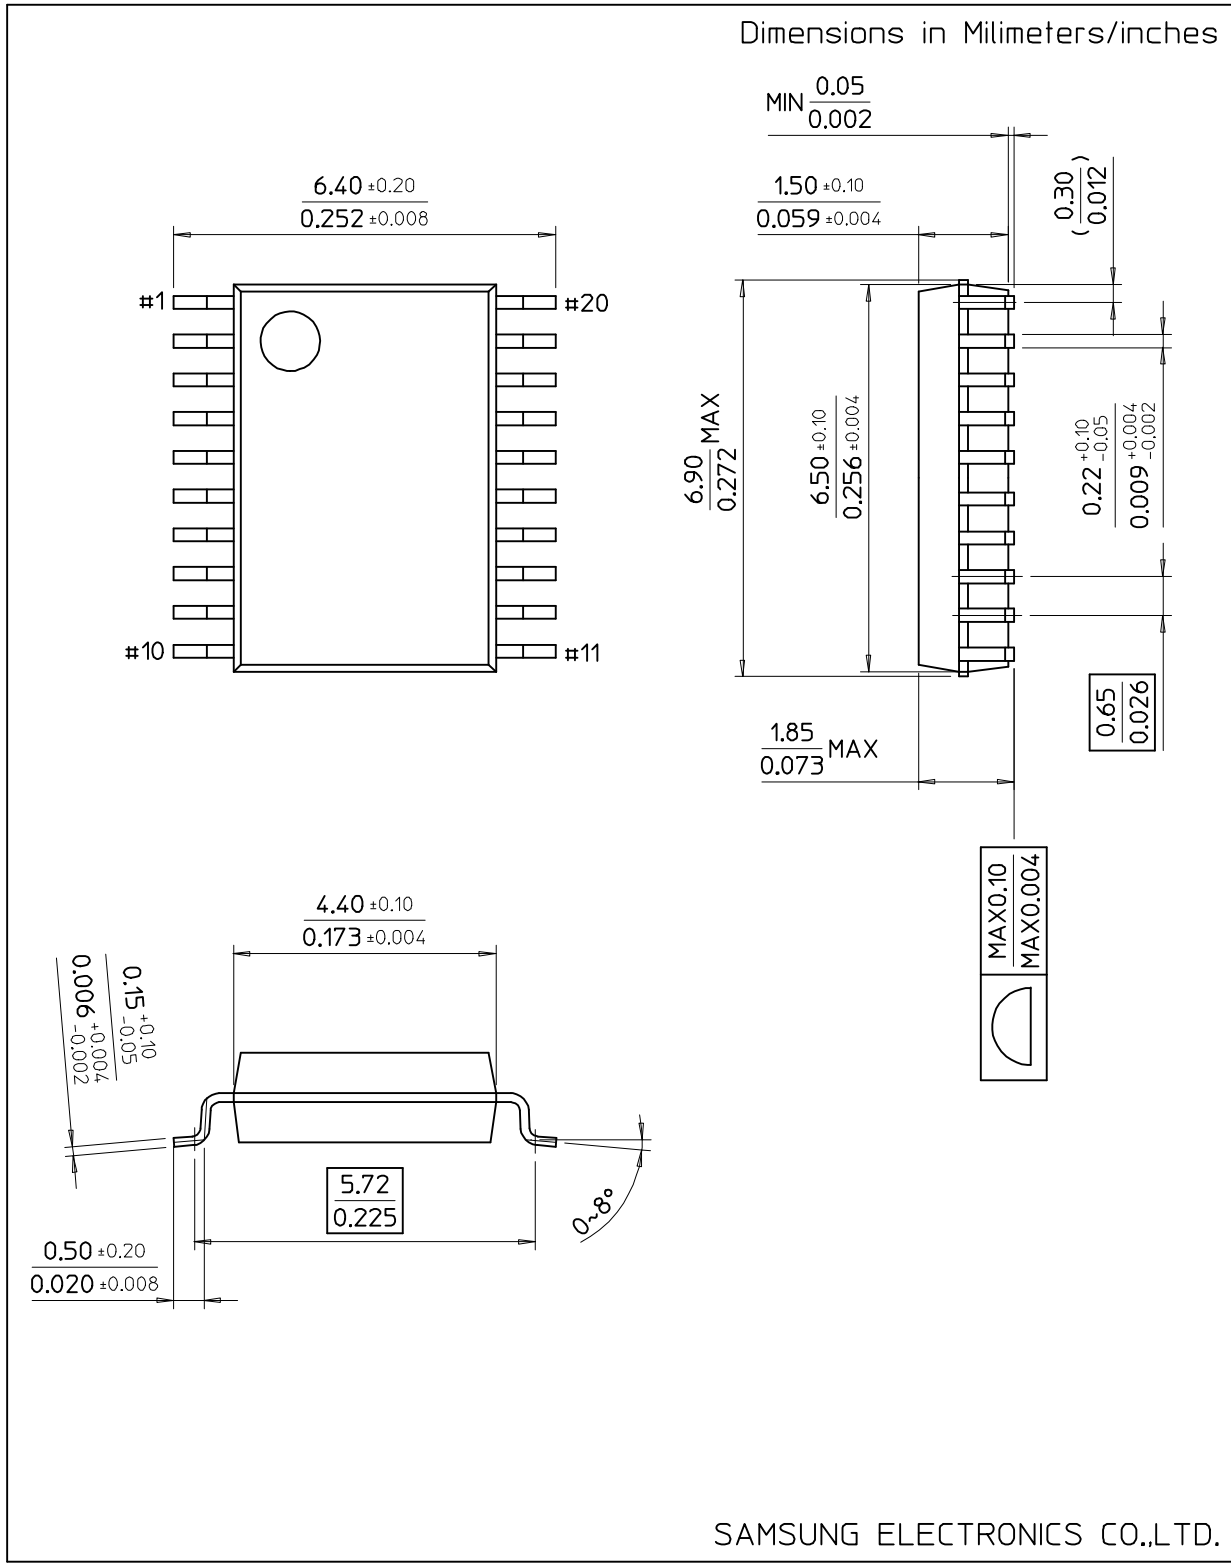 Dimensions in Milimeters/inches
MIN 0.05
0.002
6.40 ±0.20
0.252 ±0.008
1.50 ±0.10
0.059 ±0.004
( 0.30 )
0.012
#1
#20
6.90 MAX
0.272
6.50 ±0.10
0.256 ±0.004
0.22 +0.10 -0.05
0.009 +0.004 -0.002
#10
#11
0.65
0.026
1.85 MAX
0.073
MAX0.10
MAX0.004
4.40 ±0.10
0.173 ±0.004
0.15 +0.10 -0.05
0.006 +0.004 -0.002
5.72
0.225
0~8°
0.50 ±0.20
0.020 ±0.008
SAMSUNG ELECTRONICS CO.,LTD.